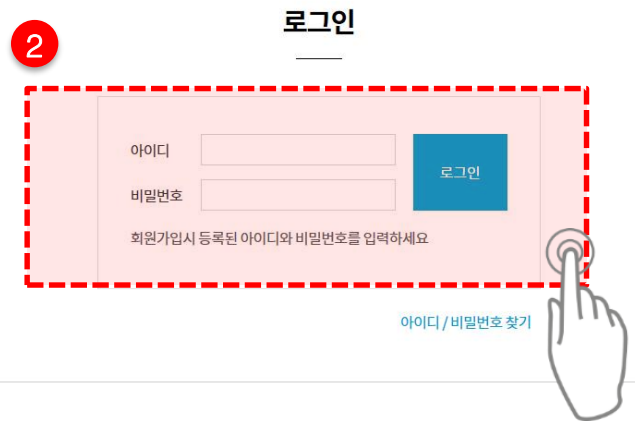 로그인
2
아이디
로그인
비밀번호
회원가입시 등록된 아이디와 비밀번호를 입력하세요
아이디 / 비밀번호 찾기